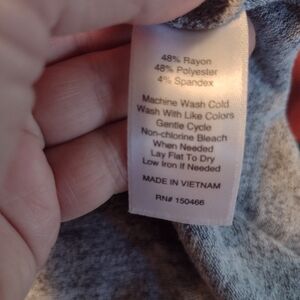 48% Rayon
48% Polyester
4% Spandex
Machine Wash Cold
Wash With Like Colors
Gentle Cycle
Non-chlorine Bleach
When Needed
Lay Flat To Dry
Low Iron If Needed
MADE IN VIETNAM
RN# 150466